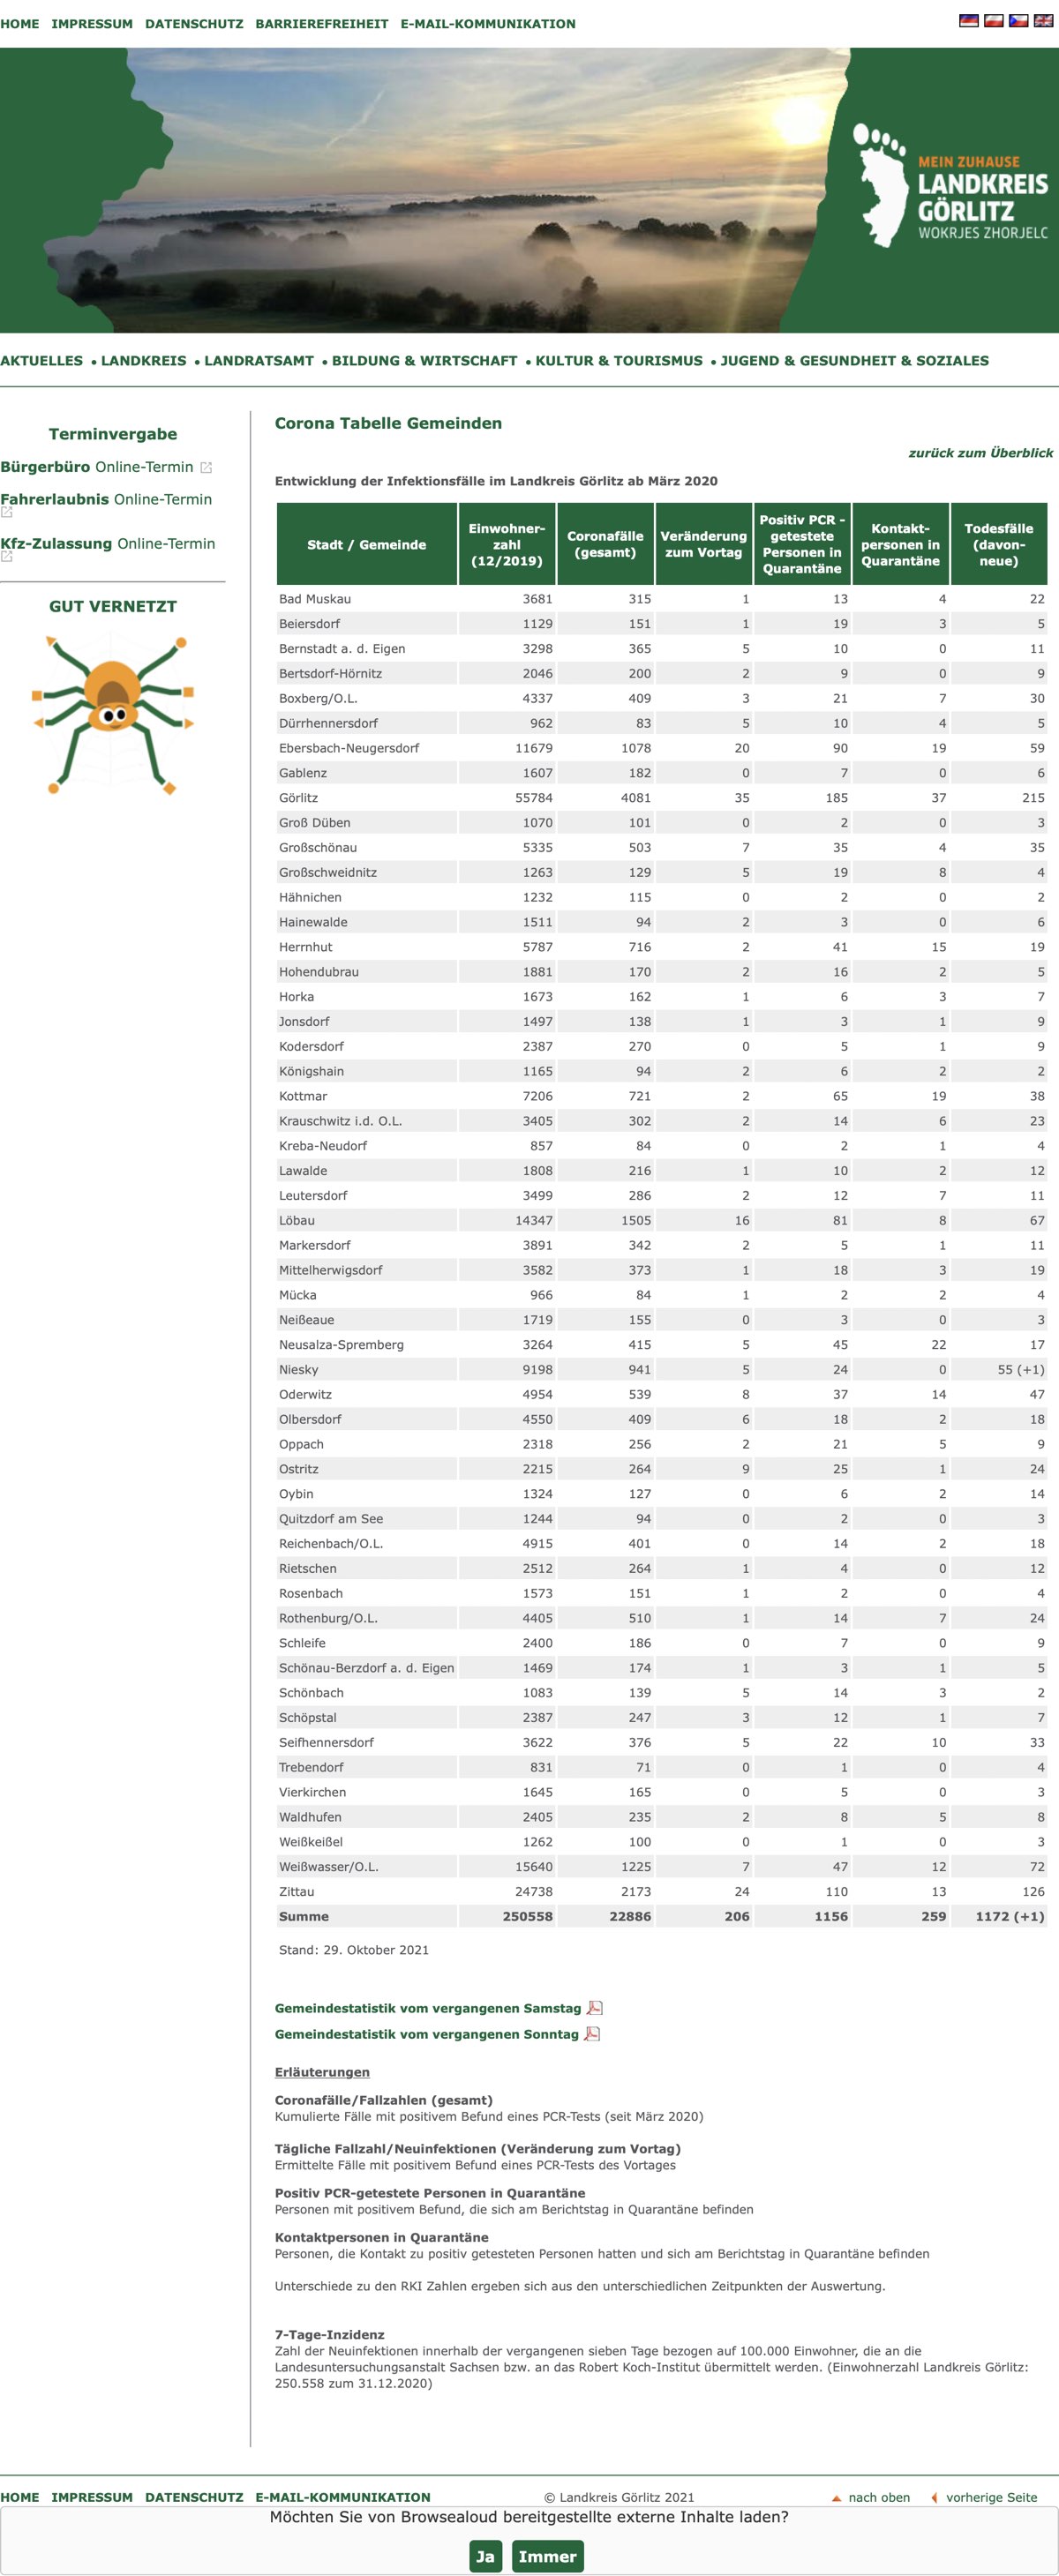 HOME IMPRESSUM DATENSCHUTZ BARRIEREFREIHEIT E-MAIL-KOMMUNIKATION
MEIN ZUHAUSE
LANDKREIS
GÖRLITZ
WOKRJES ZHORJELC
AKTUELLES • LANDKREIS • LANDRATSAMT • BILDUNG & WIRTSCHAFT • KULTUR & TOURISMUS • JUGEND & GESUNDHEIT & SOZIALES
Terminvergabe
Bürgerbüro Online-Termin
Fahrerlaubnis Online-Termin
Kfz-Zulassung Online-Termin
GUT VERNETZT
Corona Tabelle Gemeinden
zurück zum Überblick
Entwicklung der Infektionsfälle im Landkreis Görlitz ab März 2020
Stadt / Gemeinde Einwohner-zahl (12/2019) Coronafälle (gesamt) Veränderung zum Vortag Positiv PCR - getestete Personen in Quarantäne Kontakt-personen in Quarantäne Todesfälle (davon-neue)
Bad Muskau 3681 315 1 13 4 22
Beiersdorf 1129 151 1 19 3 5
Bernstadt a. d. Eigen 3298 365 5 10 0 11
Bertsdorf-Hörnitz 2046 200 2 9 0 9
Boxberg/O.L. 4337 409 3 21 7 30
Dürrhennersdorf 962 83 5 10 4 5
Ebersbach-Neugersdorf 11679 1078 20 90 19 59
Gablenz 1607 182 0 7 0 6
Görlitz 55784 4081 35 185 37 215
Groß Düben 1070 101 0 2 0 3
Großschönau 5335 503 7 35 4 35
Großschweidnitz 1263 129 5 19 8 4
Hähnichen 1232 115 0 2 0 2
Hainewalde 1511 94 2 3 0 6
Herrnhut 5787 716 2 41 15 19
Hohendubrau 1881 170 2 16 2 5
Horka 1673 162 1 6 3 7
Jonsdorf 1497 138 1 3 1 9
Kodersdorf 2387 270 0 5 1 9
Königshain 1165 94 2 6 2 2
Kottmar 7206 721 2 65 19 38
Krauschwitz i.d. O.L. 3405 302 2 14 6 23
Kreba-Neudorf 857 84 0 2 1 4
Lawalde 1808 216 1 10 2 12
Leutersdorf 3499 286 2 12 7 11
Löbau 14347 1505 16 81 8 67
Markersdorf 3891 342 2 5 1 11
Mittelherwigsdorf 3582 373 1 18 3 19
Mücka 966 84 1 2 2 4
Neißeaue 1719 155 0 3 0 3
Neusalza-Spremberg 3264 415 5 45 22 17
Niesky 9198 941 5 24 0 55 (+1)
Oderwitz 4954 539 8 37 14 47
Olbersdorf 4550 409 6 18 2 18
Oppach 2318 256 2 21 5 9
Ostritz 2215 264 9 25 1 24
Oybin 1324 127 0 6 2 14
Quitzdorf am See 1244 94 0 2 0 3
Reichenbach/O.L. 4915 401 0 14 2 18
Rietschen 2512 264 1 4 0 12
Rosenbach 1573 151 1 2 0 4
Rothenburg/O.L. 4405 510 1 14 7 24
Schleife 2400 186 0 7 0 9
Schönau-Berzdorf a. d. Eigen 1469 174 1 3 1 5
Schönbach 1083 139 5 14 3 2
Schöpstal 2387 247 3 12 1 7
Seifhennersdorf 3622 376 5 22 10 33
Trebendorf 831 71 0 1 0 4
Vierkirchen 1645 165 0 5 0 3
Waldhufen 2405 235 2 8 5 8
Weißkeißel 1262 100 0 1 0 3
Weißwasser/O.L. 15640 1225 7 47 12 72
Zittau 24738 2173 24 110 13 126
Summe 250558 22886 206 1156 259 1172 (+1)
Stand: 29. Oktober 2021
Gemeindestatistik vom vergangenen Samstag
Gemeindestatistik vom vergangenen Sonntag
Erläuterungen
Coronafälle/Fallzahlen (gesamt)
Kumulierte Fälle mit positivem Befund eines PCR-Tests (seit März 2020)
Tägliche Fallzahl/Neuinfektionen (Veränderung zum Vortag)
Ermittelte Fälle mit positivem Befund eines PCR-Tests des Vortages
Positiv PCR-getestete Personen in Quarantäne
Personen mit positivem Befund, die sich am Berichtstag in Quarantäne befinden
Kontaktpersonen in Quarantäne
Personen, die Kontakt zu positiv getesteten Personen hatten und sich am Berichtstag in Quarantäne befinden
Unterschiede zu den RKI Zahlen ergeben sich aus den unterschiedlichen Zeitpunkten der Auswertung.
7-Tage-Inzidenz
Zahl der Neuinfektionen innerhalb der vergangenen sieben Tage bezogen auf 100.000 Einwohner, die an die
Landesuntersuchungsanstalt Sachsen bzw. an das Robert Koch-Institut übermittelt werden. (Einwohnerzahl Landkreis Görlitz:
250.558 zum 31.12.2020)
HOME IMPRESSUM DATENSCHUTZ E-MAIL-KOMMUNIKATION © Landkreis Görlitz 2021 nach oben vorherige Seite
Möchten Sie von Browsealoud bereitgestellte externe Inhalte laden?
Ja Immer